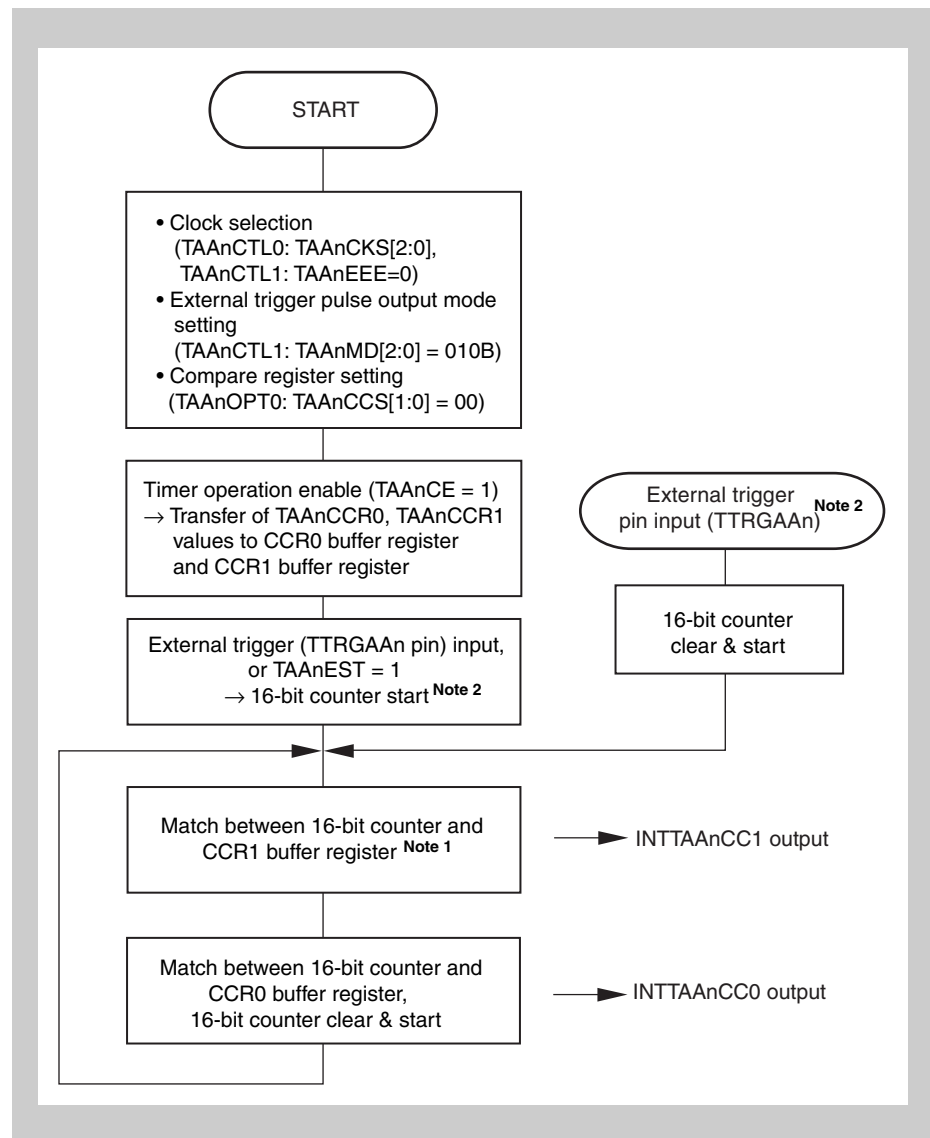 START
• Clock selection
(TAAnCTL0: TAAnCKS[2:0],
TAAnCTL1: TAAnEEE=0)
• External trigger pulse output mode
setting
(TAAnCTL1: TAAnMD[2:0] = 010B)
• Compare register setting
(TAAnOPT0: TAAnCCS[1:0] = 00)
Timer operation enable (TAAnCE = 1)
→ Transfer of TAAnCCR0, TAAnCCR1
values to CCR0 buffer register
and CCR1 buffer register
External trigger
pin input (TTRGAAn) Note 2
16-bit counter
clear & start
External trigger (TTRGAAn pin) input,
or TAAnEST = 1
→ 16-bit counter start Note 2
Match between 16-bit counter and
CCR1 buffer register Note 1
INTTAAnCC1 output
Match between 16-bit counter and
CCR0 buffer register,
16-bit counter clear & start
INTTAAnCC0 output